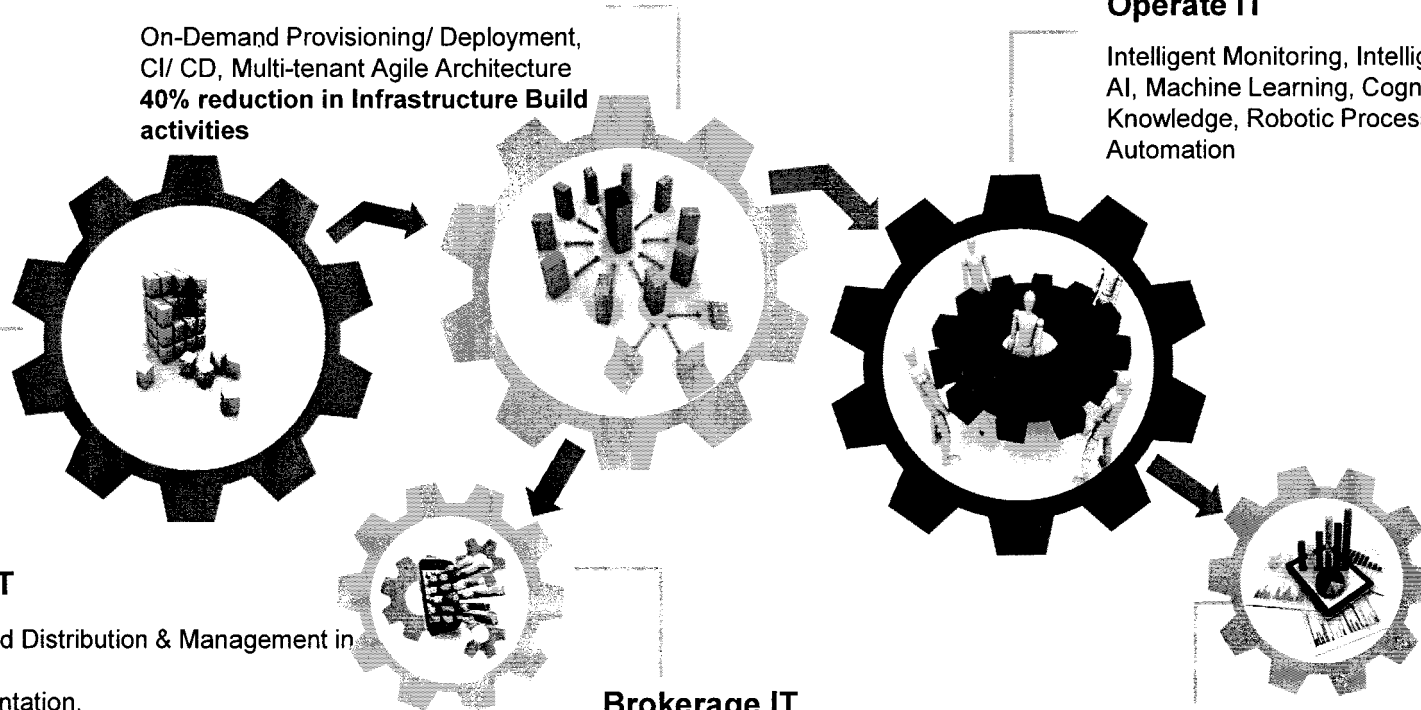 On-Demand Provisioning/ Deployment,
CI/ CD, Multi-tenant Agile Architecture
40% reduction in Infrastructure Build
activities
Operate IT
Intelligent Monitoring, Intellig
AI, Machine Learning, Cogn
Knowledge, Robotic Process
Automation
T
d Distribution & Management in
ntation.
Brokerage IT